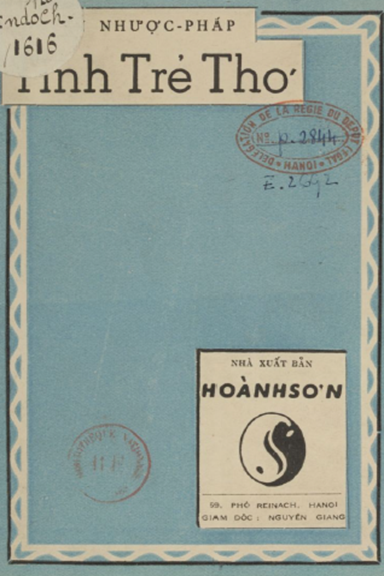 Indoch.
1616
NHƯỢC-PHÁP
Tình Trẻ Thơ
DÉLÉGATION DE LA RÉGIE DU DÉPÔT LÉGAL
HANOI
No. p. 2844
NHÀ XUẤT BẢN
HOÀNHSƠN
59, PHỐ REINACH, HANOI
GIÁM ĐỐC : NGUYỄN GIANG